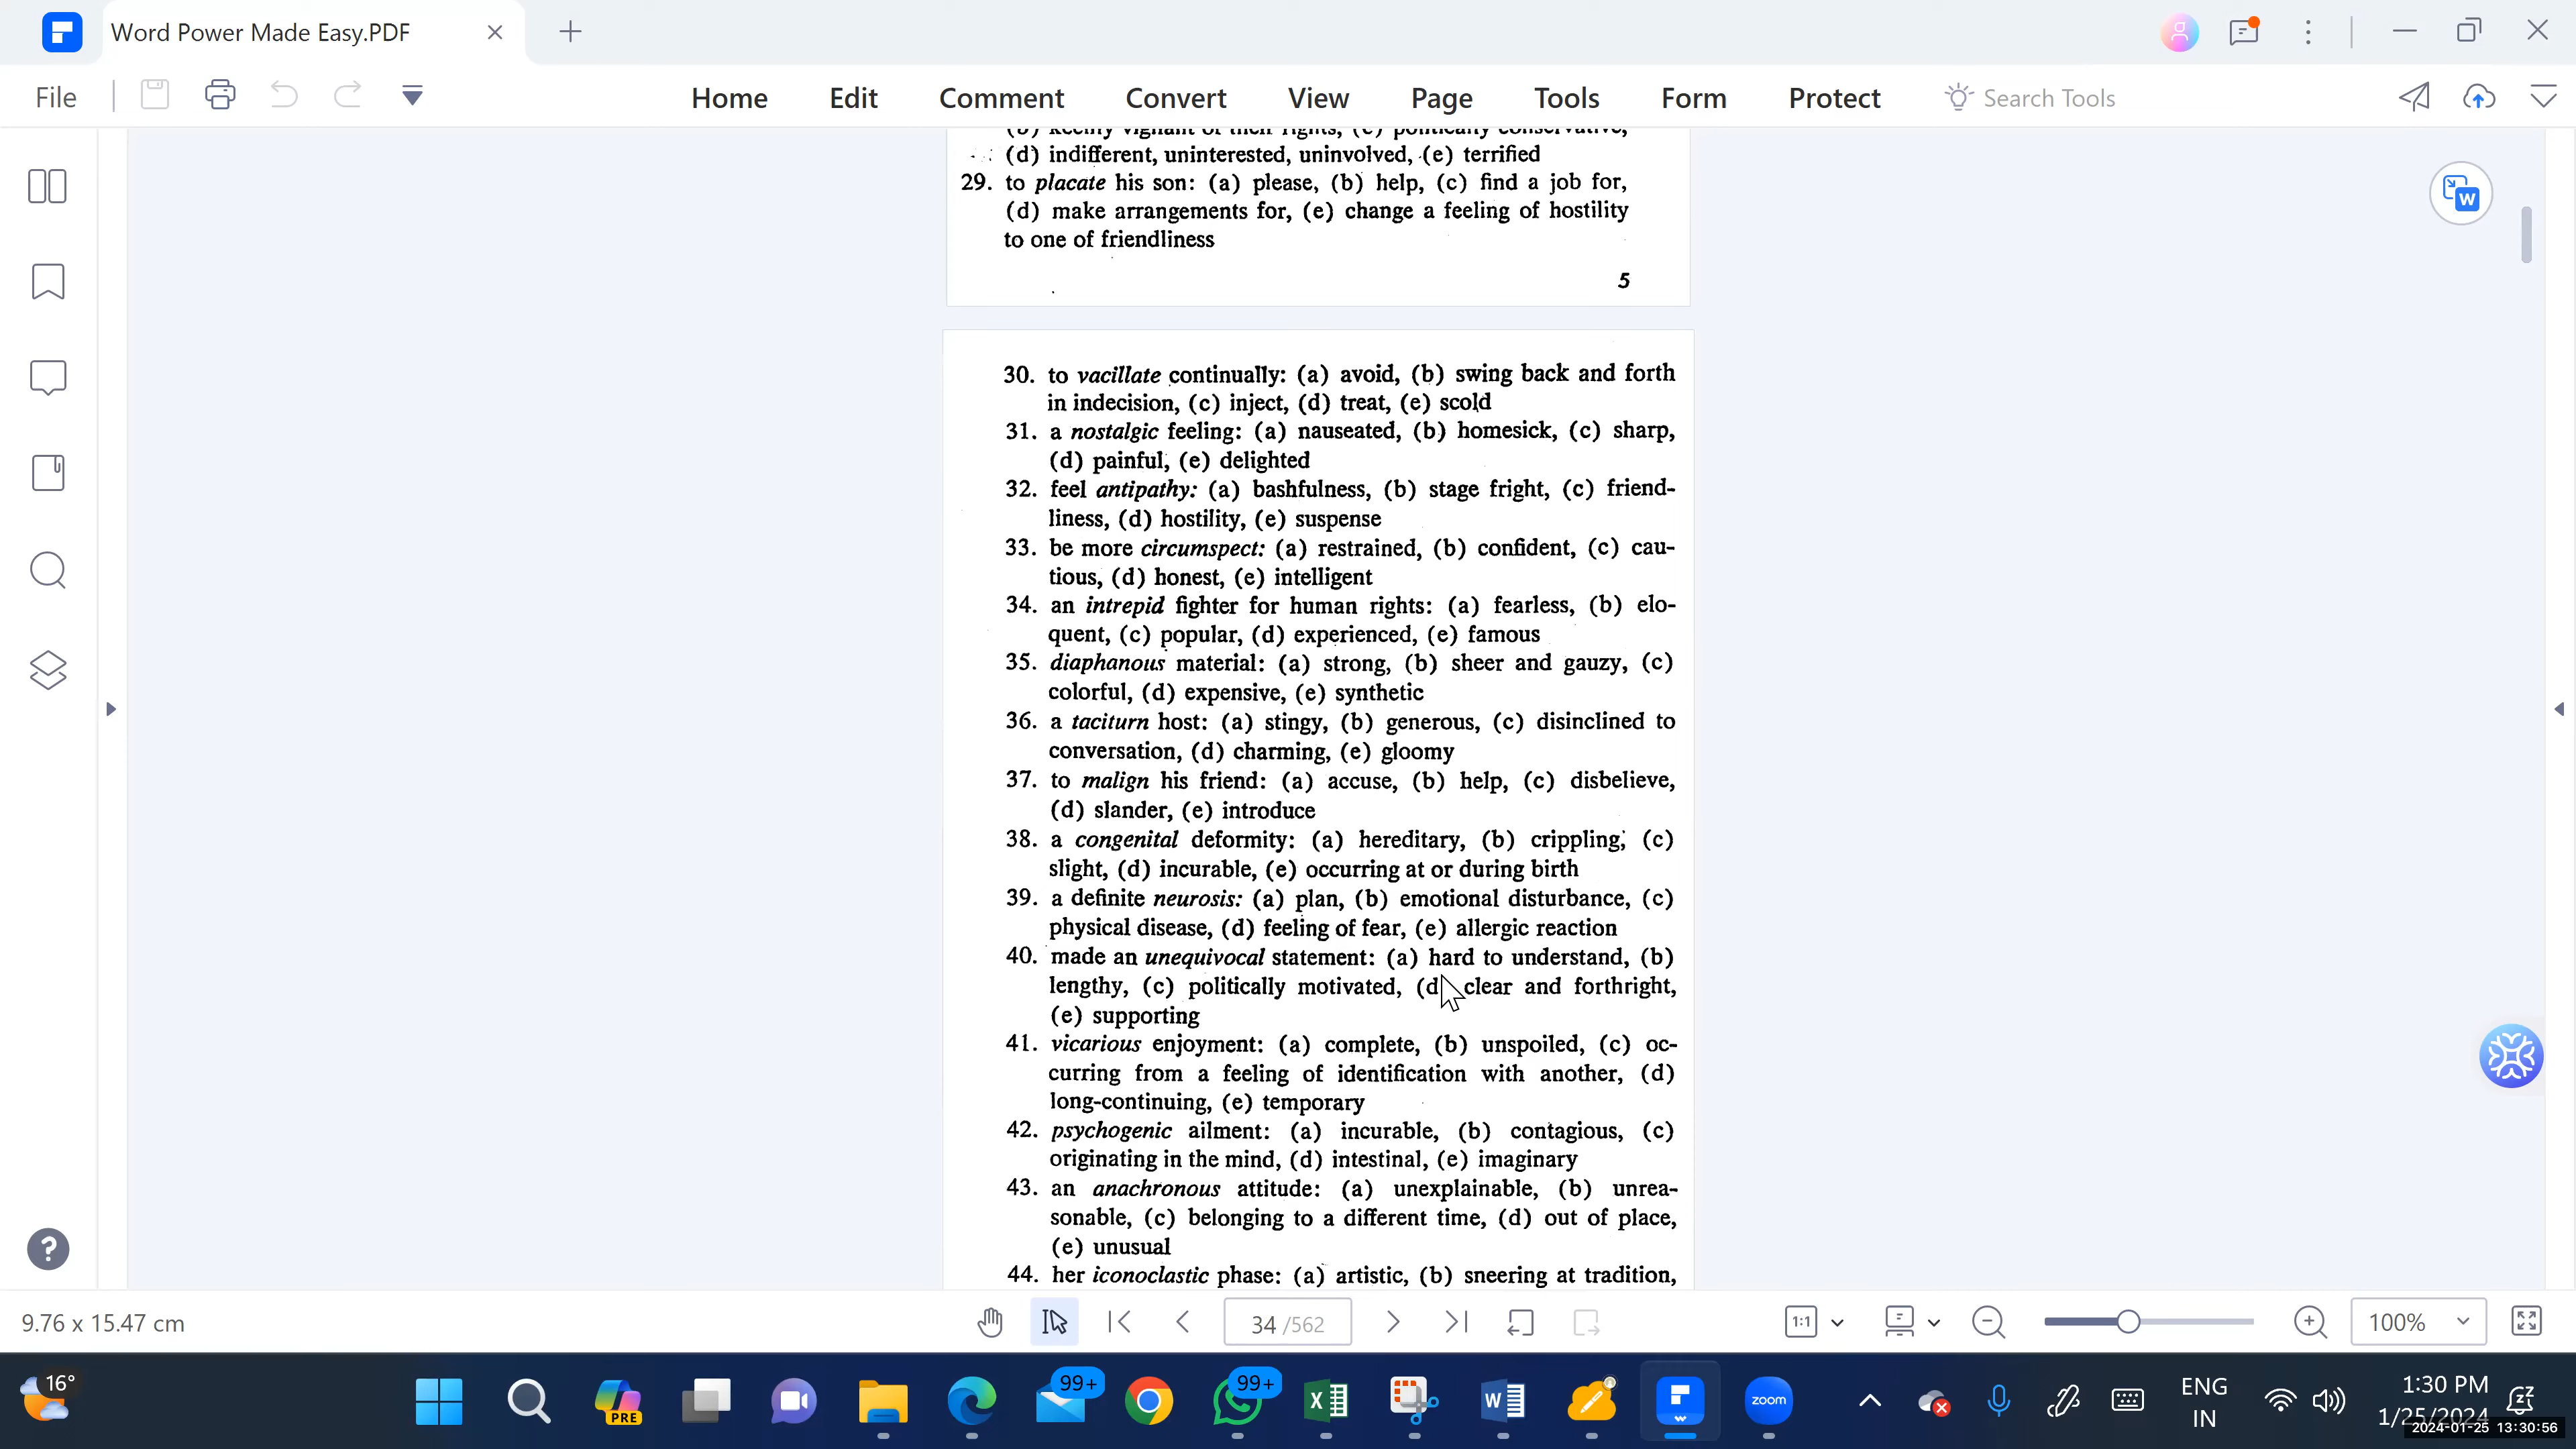 Word Power Made Easy.PDF
File Home Edit Comment Convert View Page Tools Form Protect Search Tools
(d) indifferent, uninterested, uninvolved, (e) terrified
29. to placate his son: (a) please, (b) help, (c) find a job for,
(d) make arrangements for, (e) change a feeling of hostility
to one of friendliness
5
30. to vacillate continually: (a) avoid, (b) swing back and forth
in indecision, (c) inject, (d) treat, (e) scold
31. a nostalgic feeling: (a) nauseated, (b) homesick, (c) sharp,
(d) painful, (e) delighted
32. feel antipathy: (a) bashfulness, (b) stage fright, (c) friend-
liness, (d) hostility, (e) suspense
33. be more circumspect: (a) restrained, (b) confident, (c) cau-
tious, (d) honest, (e) intelligent
34. an intrepid fighter for human rights: (a) fearless, (b) elo-
quent, (c) popular, (d) experienced, (e) famous
35. diaphanous material: (a) strong, (b) sheer and gauzy, (c)
colorful, (d) expensive, (e) synthetic
36. a taciturn host: (a) stingy, (b) generous, (c) disinclined to
conversation, (d) charming, (e) gloomy
37. to malign his friend: (a) accuse, (b) help, (c) disbelieve,
(d) slander, (e) introduce
38. a congenital deformity: (a) hereditary, (b) crippling, (c)
slight, (d) incurable, (e) occurring at or during birth
39. a definite neurosis: (a) plan, (b) emotional disturbance, (c)
physical disease, (d) feeling of fear, (e) allergic reaction
40. made an unequivocal statement: (a) hard to understand, (b)
lengthy, (c) politically motivated, (d) clear and forthright,
(e) supporting
41. vicarious enjoyment: (a) complete, (b) unspoiled, (c) oc-
curring from a feeling of identification with another, (d)
long-continuing, (e) temporary
42. psychogenic ailment: (a) incurable, (b) contagious, (c)
originating in the mind, (d) intestinal, (e) imaginary
43. an anachronous attitude: (a) unexplainable, (b) unrea-
sonable, (c) belonging to a different time, (d) out of place,
(e) unusual
44. her iconoclastic phase: (a) artistic, (b) sneering at tradition,
9.76 x 15.47 cm 34 /562 1:1 100%
16° PRE 99+ 99+ zoom ENG 1:30 PM
IN 1/25/2024
2024-01-25 13:30:56